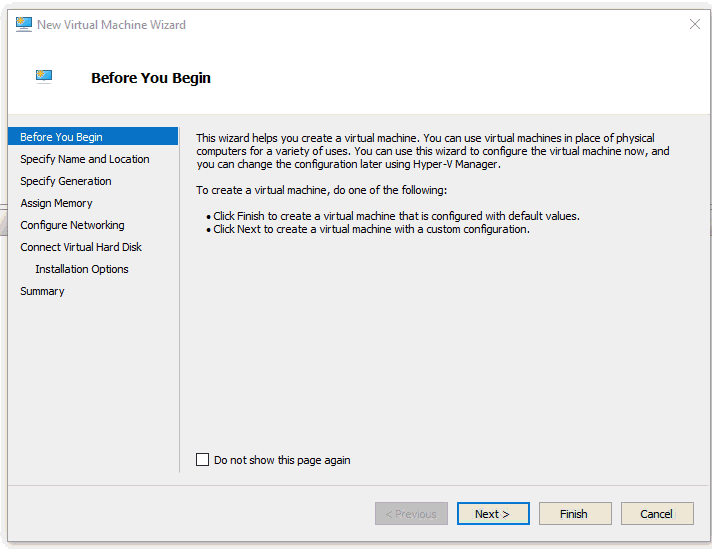 New Virtual Machine Wizard
Before You Begin
Before You Begin
Specify Name and Location
Specify Generation
Assign Memory
Configure Networking
Connect Virtual Hard Disk
Installation Options
Summary
This wizard helps you create a virtual machine. You can use virtual machines in place of physical
computers for a variety of uses. You can use this wizard to configure the virtual machine now, and
you can change the configuration later using Hyper-V Manager.
To create a virtual machine, do one of the following:
• Click Finish to create a virtual machine that is configured with default values.
• Click Next to create a virtual machine with a custom configuration.
Do not show this page again
< Previous
Next >
Finish
Cancel